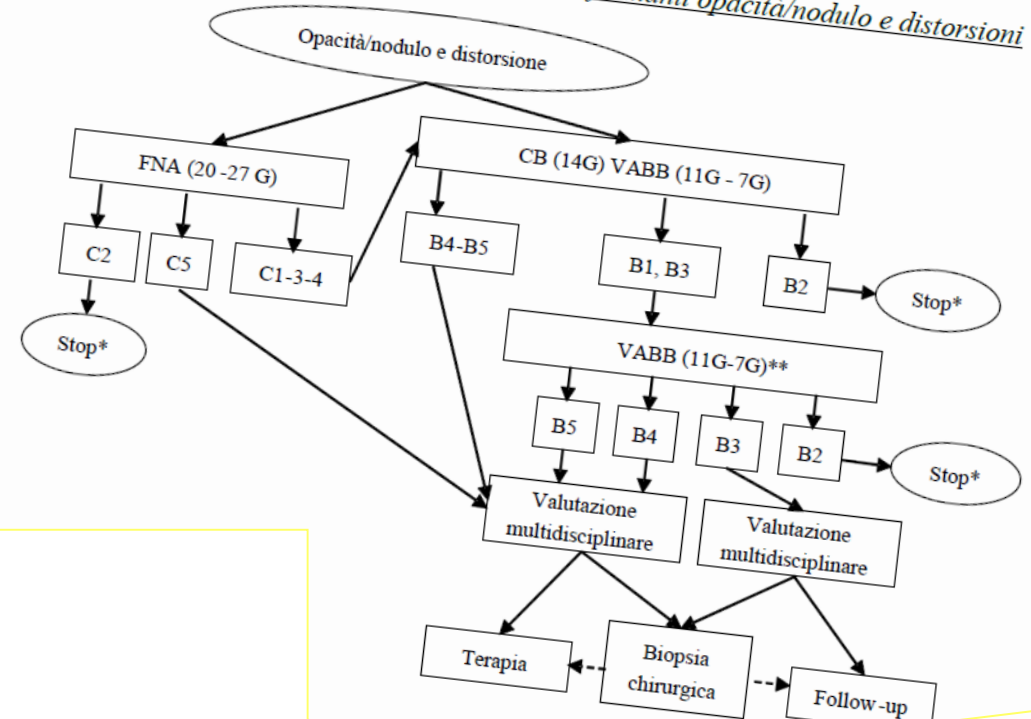 opacità/nodulo e distorsioni
Opacità/nodulo e distorsione
FNA (20 -27 G)
CB (14G) VABB (11G - 7G)
C2
C5
C1-3-4
B4-B5
B1, B3
B2
Stop*
Stop*
VABB (11G-7G)**
B5
B4
B3
B2
Stop*
Valutazione
multidisciplinare
Valutazione
multidisciplinare
Terapia
Biopsia
chirurgica
Follow -up